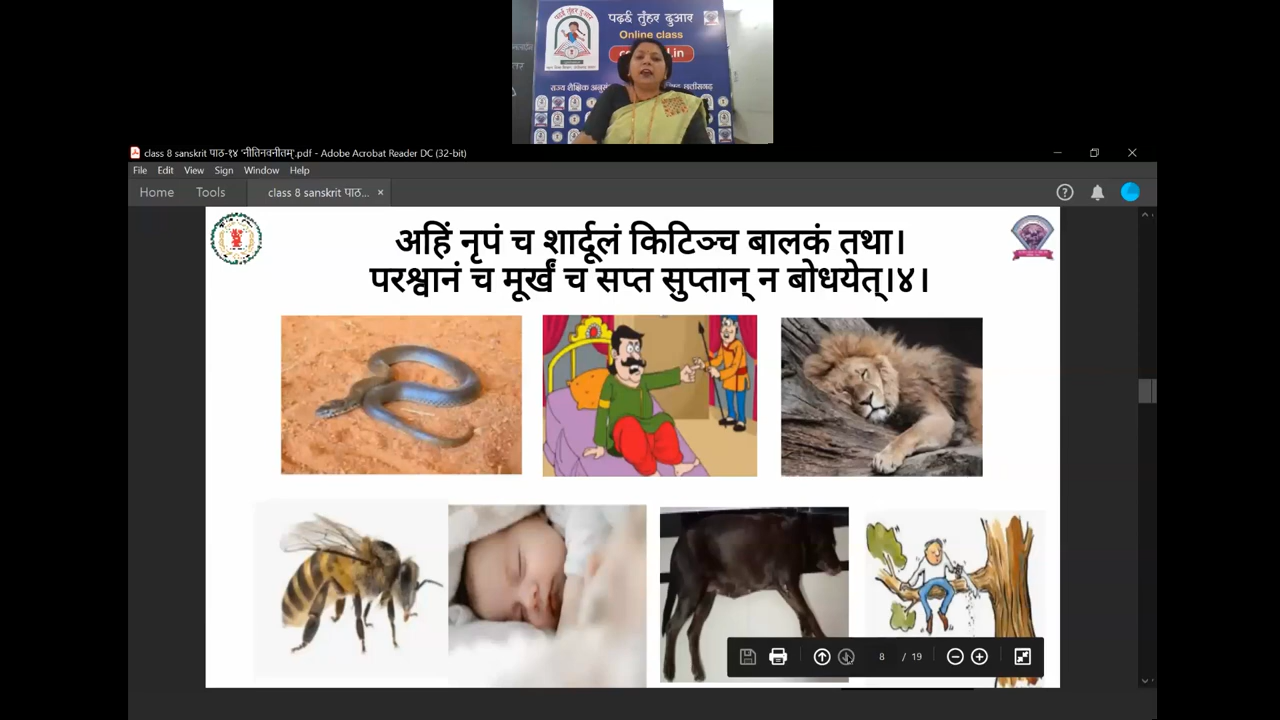 पढ़ई तुंहर दुआर
Online class
राज्य शैक्षिक
छत्तीसगढ़
class 8 sanskrit पाठ-१४ 'नीतिनवनीतम्'.pdf - Adobe Acrobat Reader DC (32-bit)
File Edit View Sign Window Help
Home Tools class 8 sanskrit पाठ...
अहिं नृपं च शार्दूलं किटिञ्च बालकं तथा।
परश्वानं च मूर्खं च सप्त सुप्तान् न बोधयेत्।४।
8 / 19